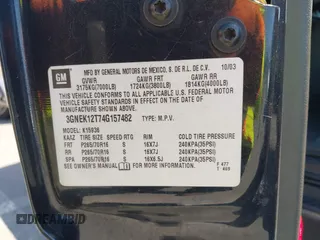 GM
MFD BY GENERAL MOTORS DE MEXICO, S. DE R.L. DE C.V. 10/03
GVWR GAWR FRT GAWR RR
3175KG(7000LB) 1724KG(3800LB) 1814KG(4000LB)
THIS VEHICLE CONFORMS TO ALL APPLICABLE U.S. FEDERAL
MOTOR VEHICLE SAFETY STANDARDS IN
EFFECT ON THE DATE OF MANUFACTURE SHOWN ABOVE.
3GNEK12T74G157482 TYPE: M.P.V.
MODEL: K15936
TIRE SIZE SPEED RTG RIM COLD TIRE PRESSURE
FRT P265/70R16 S 16X7J 240KPA(35PSI)
RR P265/70R16 S 16X7J 240KPA(35PSI)
SPA P265/70R16 S 16X6.5J 240KPA(35PSI)
SEE OWNER'S MANUAL
DREAMBID